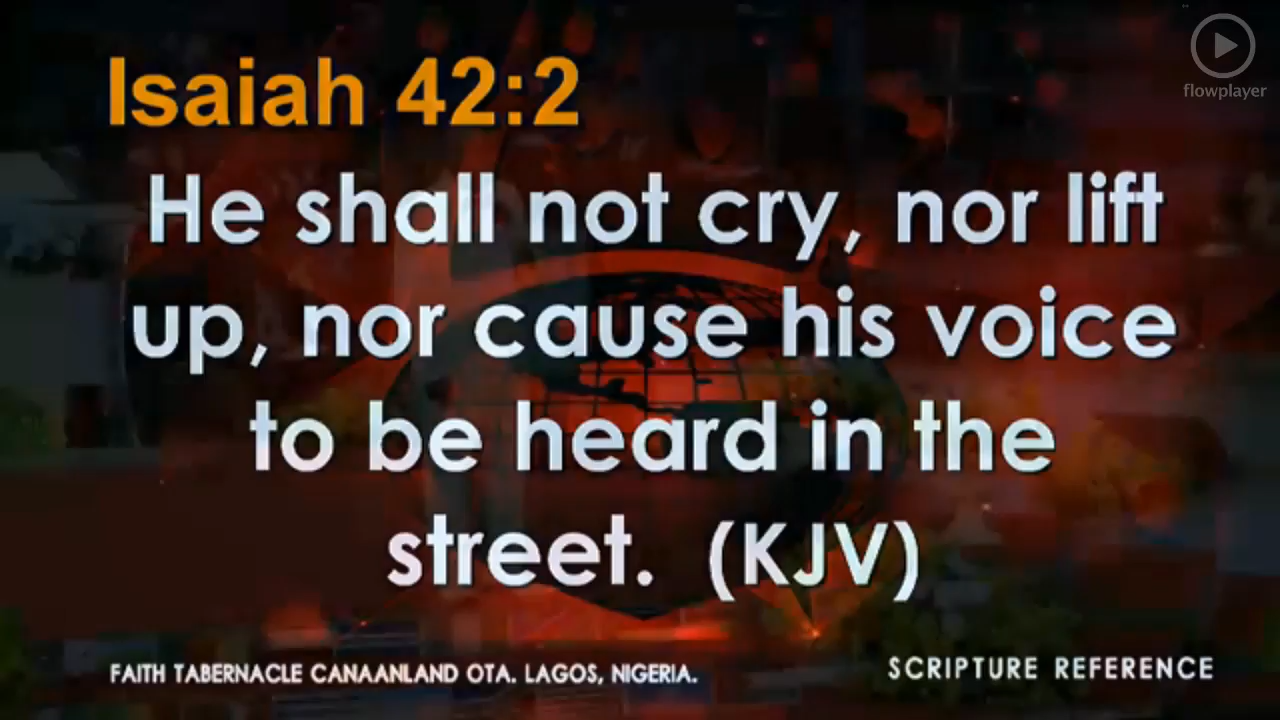 flowplayer
Isaiah 42:2
He shall not cry, nor lift
up, nor cause his voice
to be heard in the
street.  (KJV)
FAITH TABERNACLE CANAANLAND OTA. LAGOS, NIGERIA.
SCRIPTURE REFERENCE